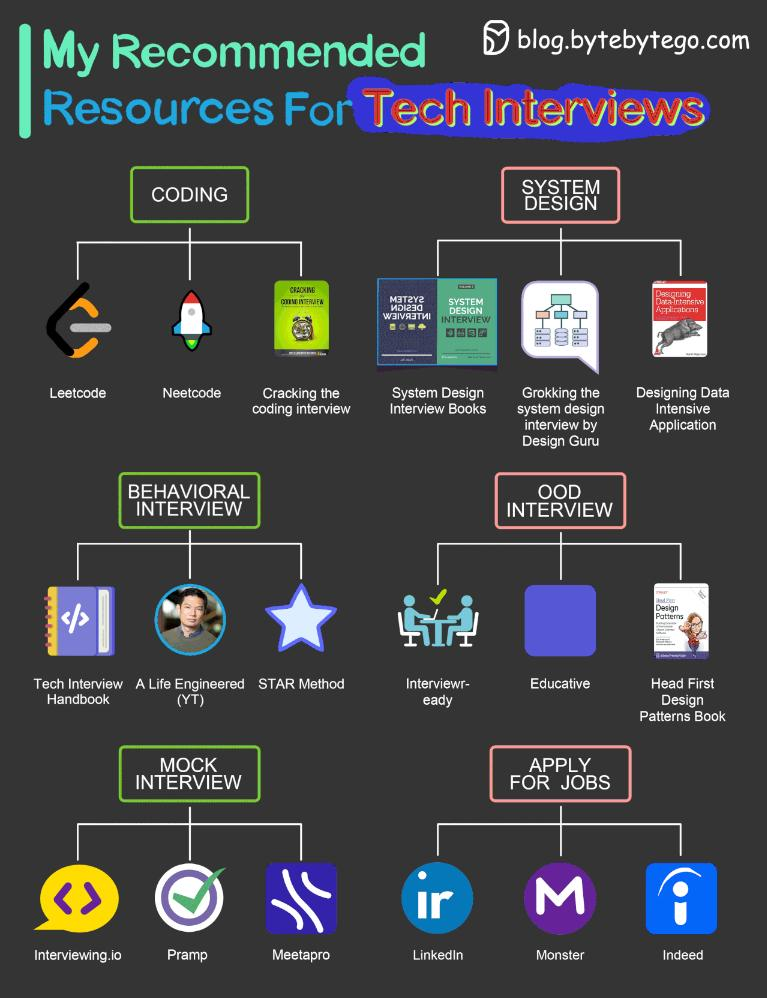 My Recommended
blog.bytebytego.com
Resources For Tech Interviews
CODING
SYSTEM
DESIGN
CRACKING
CODING INTERVIEW
SYSTEM
DESIGN
INTERVIEW
SYSTEM
DESIGN
INTERVIEW
Designing
Data-Intensive
Applications
Leetcode
Neetcode
Cracking the
coding interview
System Design
Interview Books
Grokking the
system design
interview by
Design Guru
Designing Data
Intensive
Application
BEHAVIORAL
INTERVIEW
OOD
INTERVIEW
</>
Head First
Design
Patterns
Tech Interview
Handbook
A Life Engineered
(YT)
STAR Method
Interviewr-
eady
Educative
Head First
Design
Patterns Book
MOCK
INTERVIEW
APPLY
FOR JOBS
<>
ir
M
i
Interviewing.io
Pramp
Meetapro
LinkedIn
Monster
Indeed